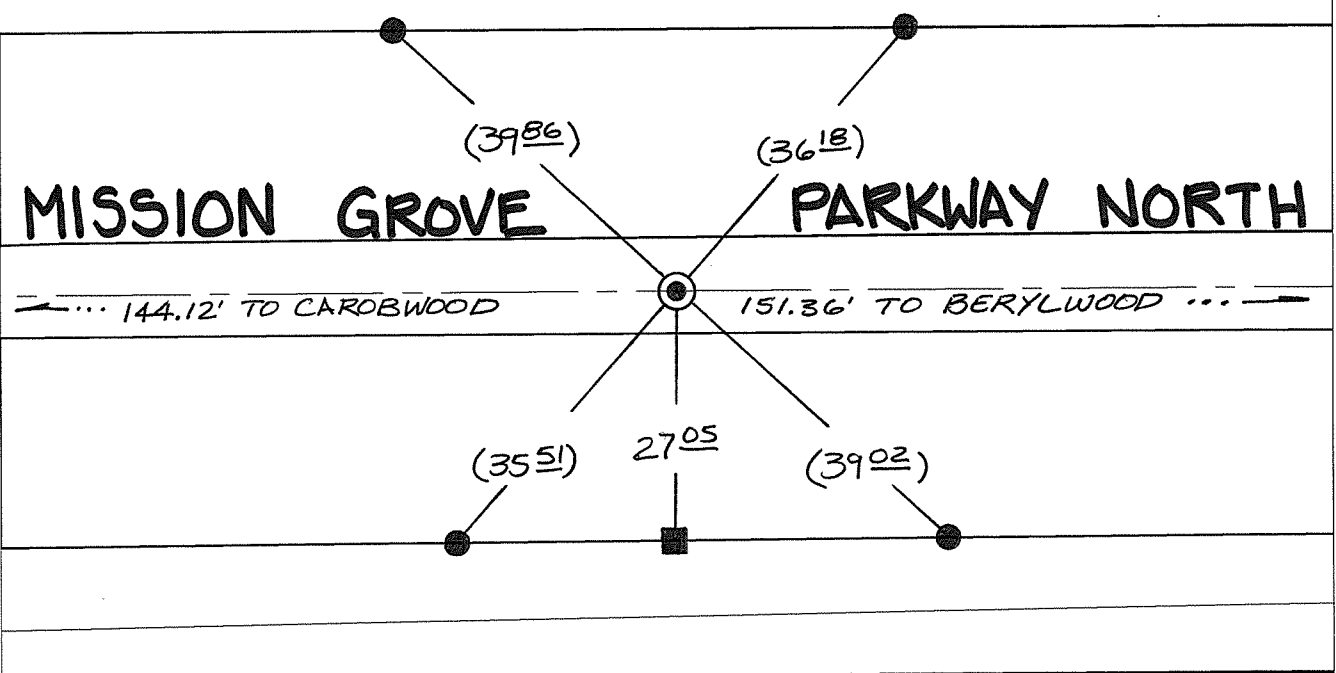 (39 86)
(36 18)
MISSION GROVE PARKWAY NORTH
144.12' TO CAROBWOOD
151.36' TO BERYLWOOD
(35 51)
27 05
(39 02)